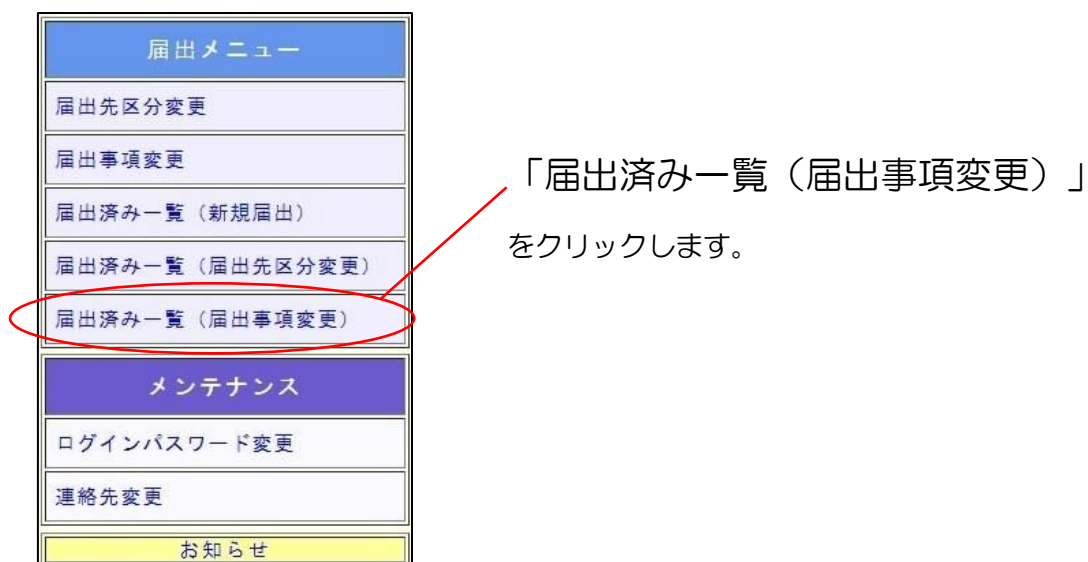 届出メニュー
届出先区分変更
届出事項変更
届出済み一覧（新規届出）
届出済み一覧（届出先区分変更）
届出済み一覧（届出事項変更）
メンテナンス
ログインパスワード変更
連絡先変更
お知らせ
「届出済み一覧（届出事項変更）」
をクリックします。